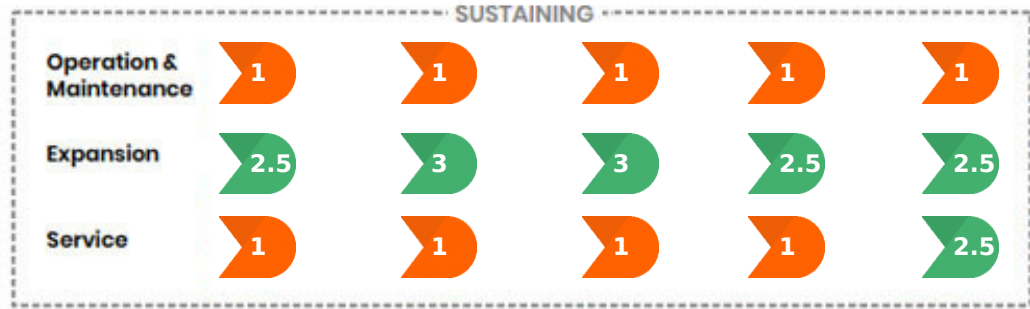 SUSTAINING
Operation &
Maintenance
1 1 1 1 1
Expansion
2.5 3 3 2.5 2.5
Service
1 1 1 1 2.5